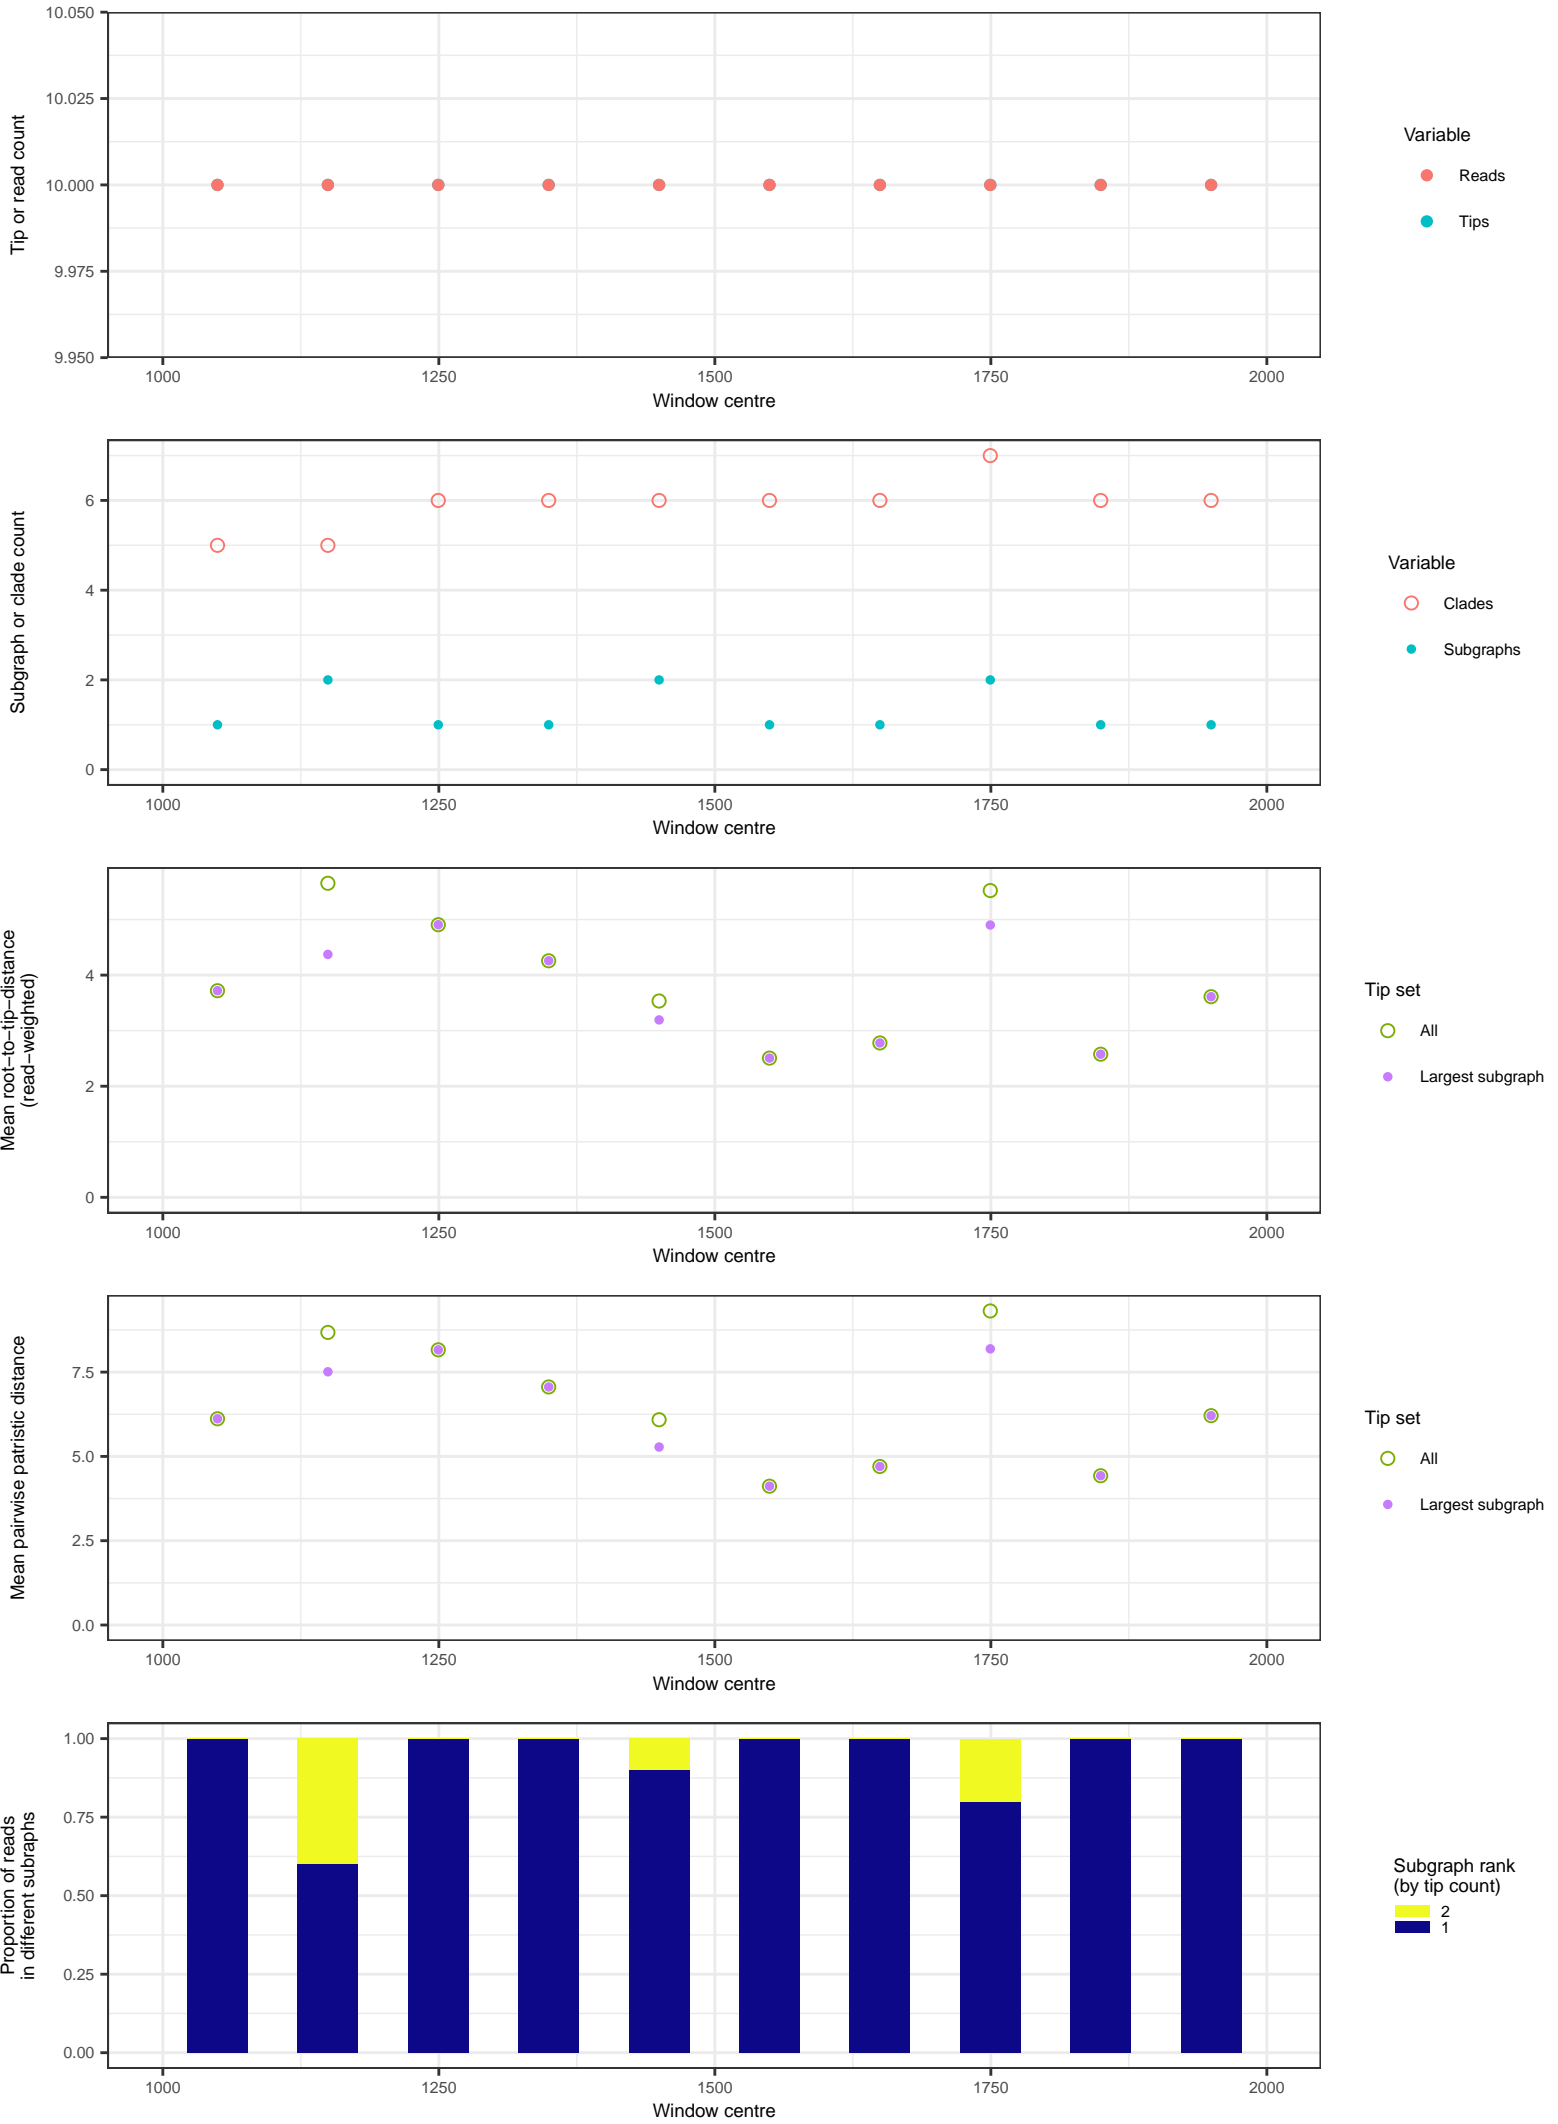 10.050
10.025
10.000
9.975
9.950
Tip or read count
1000 1250 1500 1750 2000
Window centre
Variable
Reads
Tips
6
4
2
0
Subgraph or clade count
1000 1250 1500 1750 2000
Window centre
Variable
Clades
Subgraphs
4
2
0
Mean root−to−tip−distance
(read−weighted)
1000 1250 1500 1750 2000
Window centre
Tip set
All
Largest subgraph
7.5
5.0
2.5
0.0
Mean pairwise patristic distance
1000 1250 1500 1750 2000
Window centre
Tip set
All
Largest subgraph
1.00
0.75
0.50
0.25
0.00
Proportion of reads
in different subraphs
1000 1250 1500 1750 2000
Window centre
Subgraph rank
(by tip count)
2
1